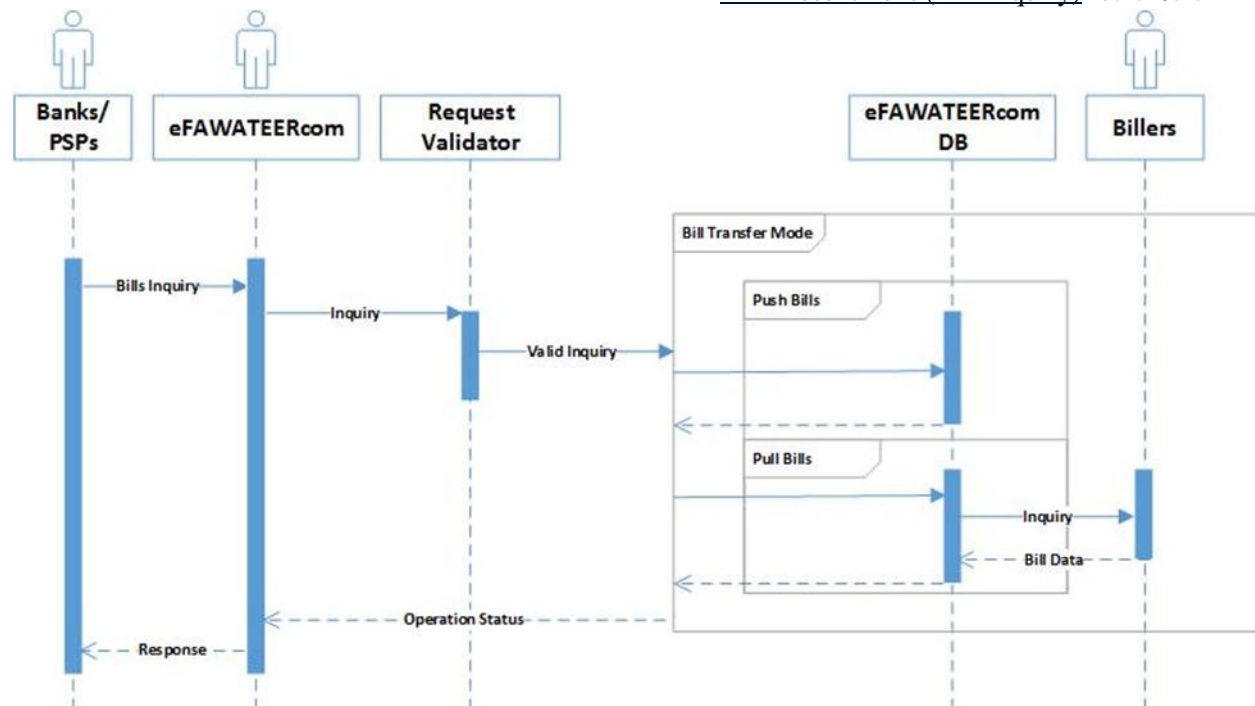 Banks/
PSPs
eFAWATEERcom
Request
Validator
eFAWATEERcom
DB
Billers
Bill Transfer Mode
Push Bills
Bills Inquiry
Inquiry
Valid Inquiry
Pull Bills
Inquiry
Bill Data
Operation Status
Response